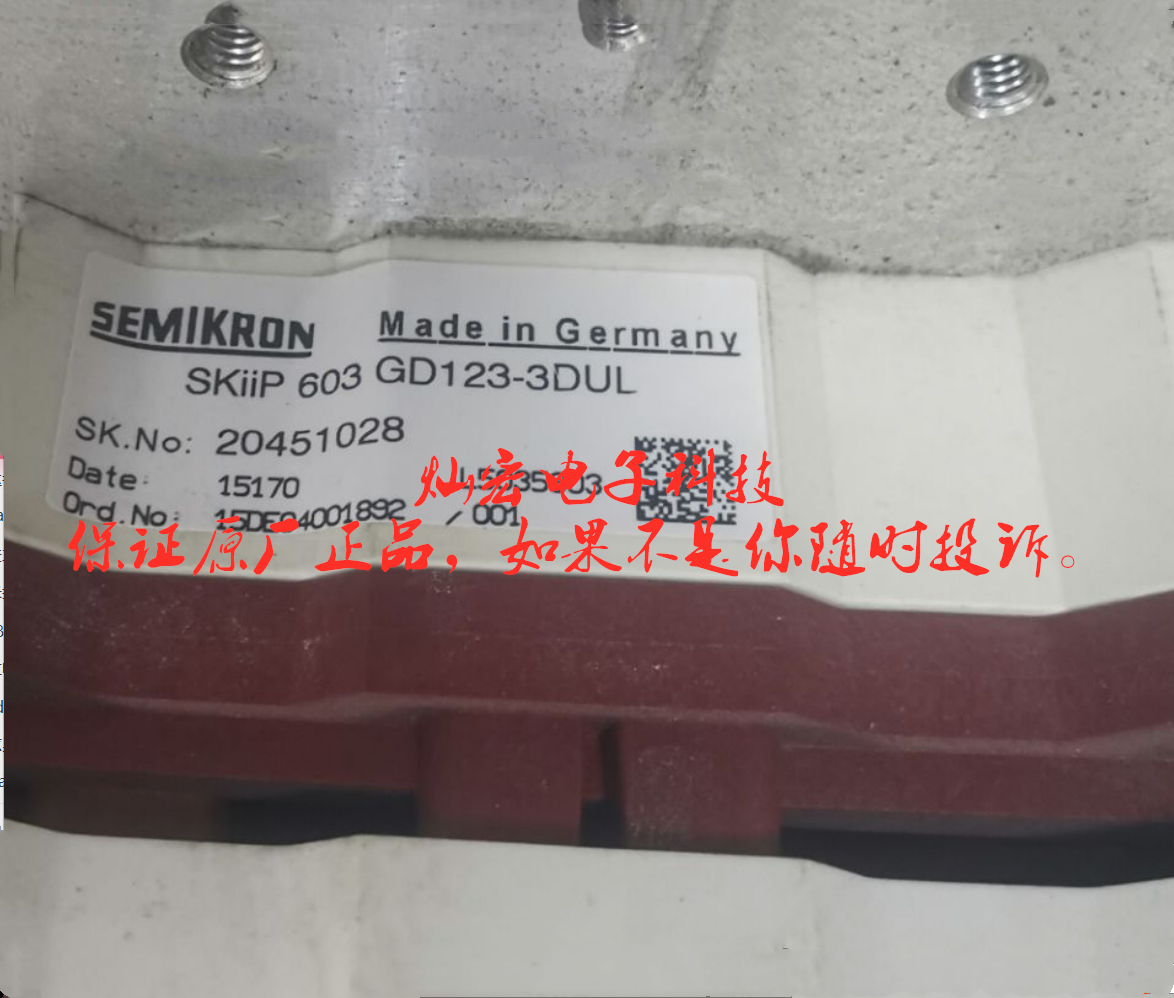 SEMIKRON Made in Germany
SKiiP 603 GD123-3DUL
SK.No: 20451028
Date: 15170
Ord.No: 15DE04001892 / 001
灿宏电子科技
保证原厂正品，如果不是你随时投诉。